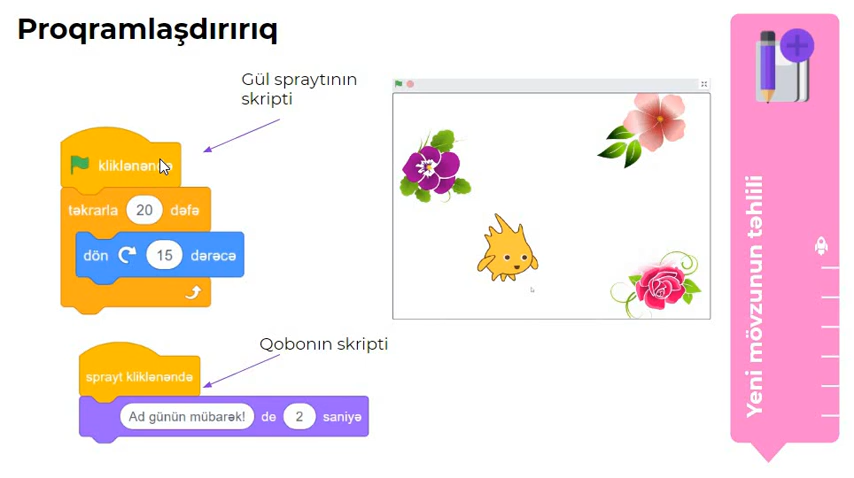 Proqramlaşdırırıq
Gül spraytının
skripti
kliklənəndə
təkrarla 20 dəfə
dön 15 dərəcə
Qobonın skripti
sprayt kliklənəndə
Ad günün mübarək! de 2 saniyə
Yeni mövzunun təhlili